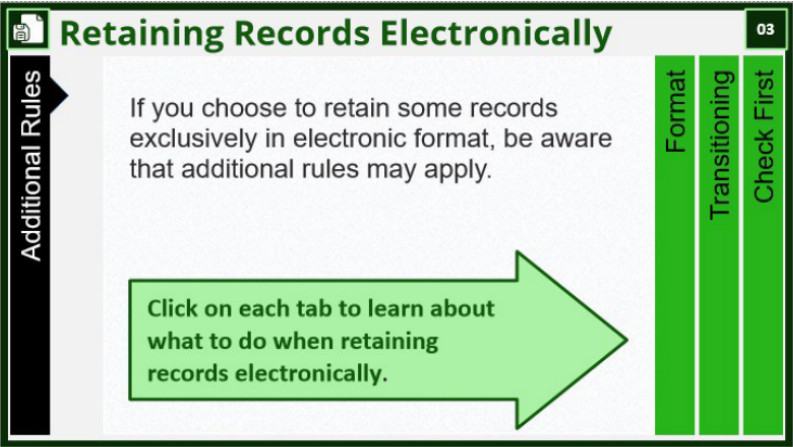 Retaining Records Electronically
03
Additional Rules
If you choose to retain some records
exclusively in electronic format, be aware
that additional rules may apply.
Click on each tab to learn about
what to do when retaining
records electronically.
Format
Transitioning
Check First